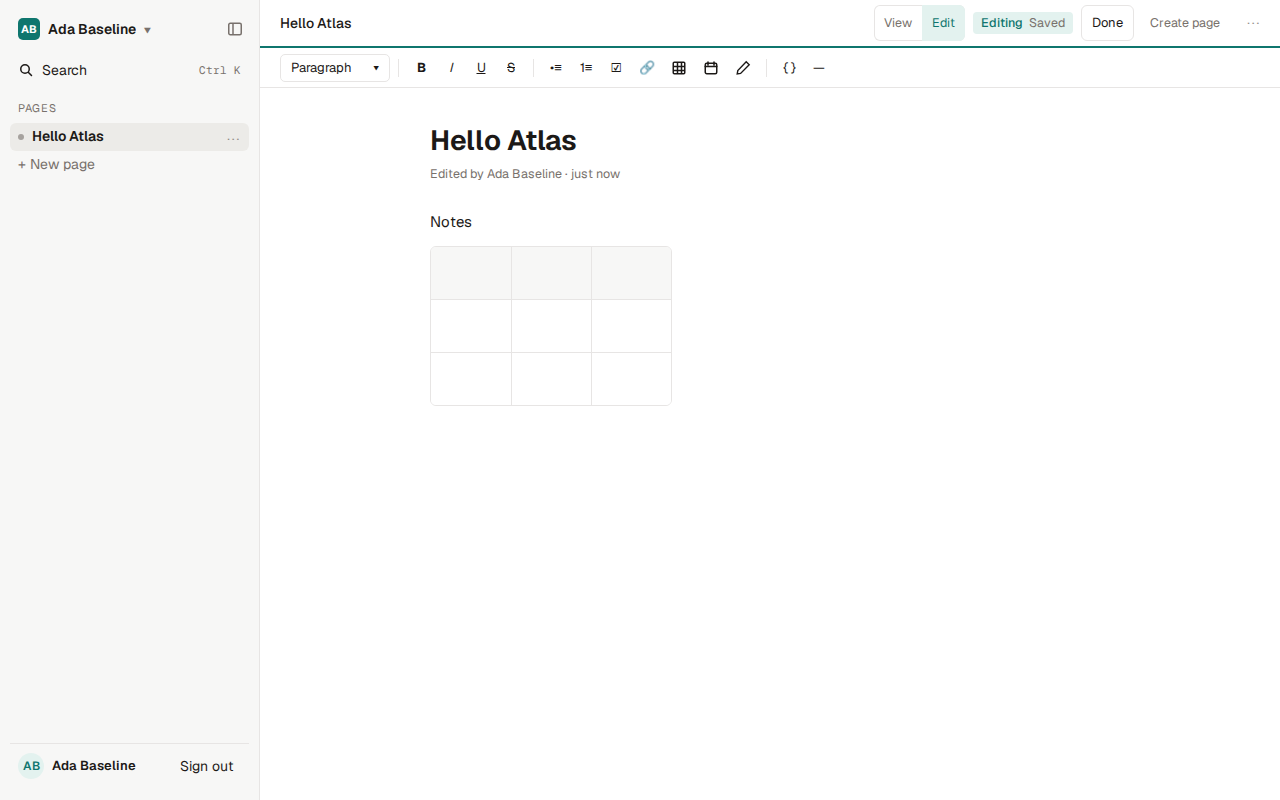 AB Ada Baseline ▾
Search Ctrl K
PAGES
Hello Atlas ...
+ New page
AB Ada Baseline Sign out
Hello Atlas View Edit Editing Saved Done Create page ...
Paragraph ▾ B I U S •≡ 1≡ ☑ 🔗 {} —
Hello Atlas
Edited by Ada Baseline · just now
Notes